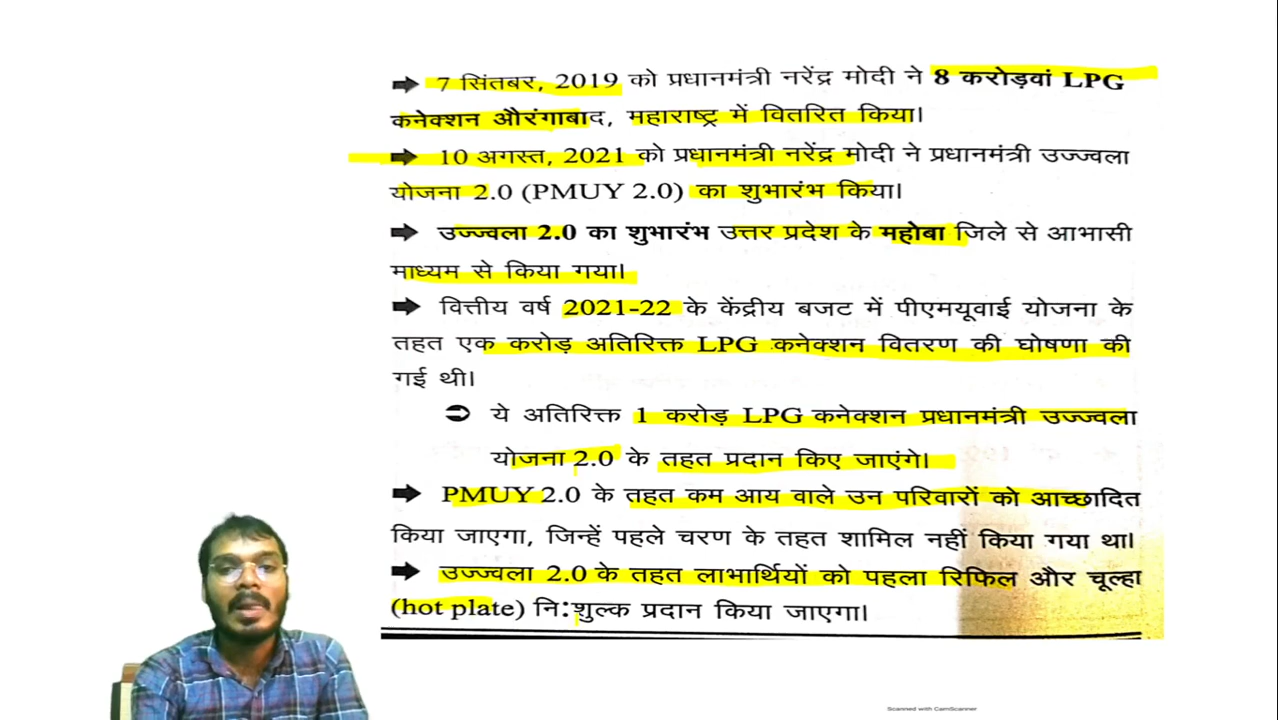 ➡ 7 सितंबर, 2019 को प्रधानमंत्री नरेंद्र मोदी ने 8 करोड़वां LPG
कनेक्शन औरंगाबाद, महाराष्ट्र में वितरित किया।
➡ 10 अगस्त, 2021 को प्रधानमंत्री नरेंद्र मोदी ने प्रधानमंत्री उज्ज्वला
योजना 2.0 (PMUY 2.0) का शुभारंभ किया।
➡ उज्ज्वला 2.0 का शुभारंभ उत्तर प्रदेश के महोबा जिले से आभासी
माध्यम से किया गया।
➡ वित्तीय वर्ष 2021-22 के केंद्रीय बजट में पीएमयूवाई योजना के
तहत एक करोड़ अतिरिक्त LPG कनेक्शन वितरण की घोषणा की
गई थी।
⮊ ये अतिरिक्त 1 करोड़ LPG कनेक्शन प्रधानमंत्री उज्ज्वला
योजना 2.0 के तहत प्रदान किए जाएंगे।
➡ PMUY 2.0 के तहत कम आय वाले उन परिवारों को आच्छादित
किया जाएगा, जिन्हें पहले चरण के तहत शामिल नहीं किया गया था।
➡ उज्ज्वला 2.0 के तहत लाभार्थियों को पहला रिफिल और चूल्हा
(hot plate) नि:शुल्क प्रदान किया जाएगा।
Scanned with CamScanner